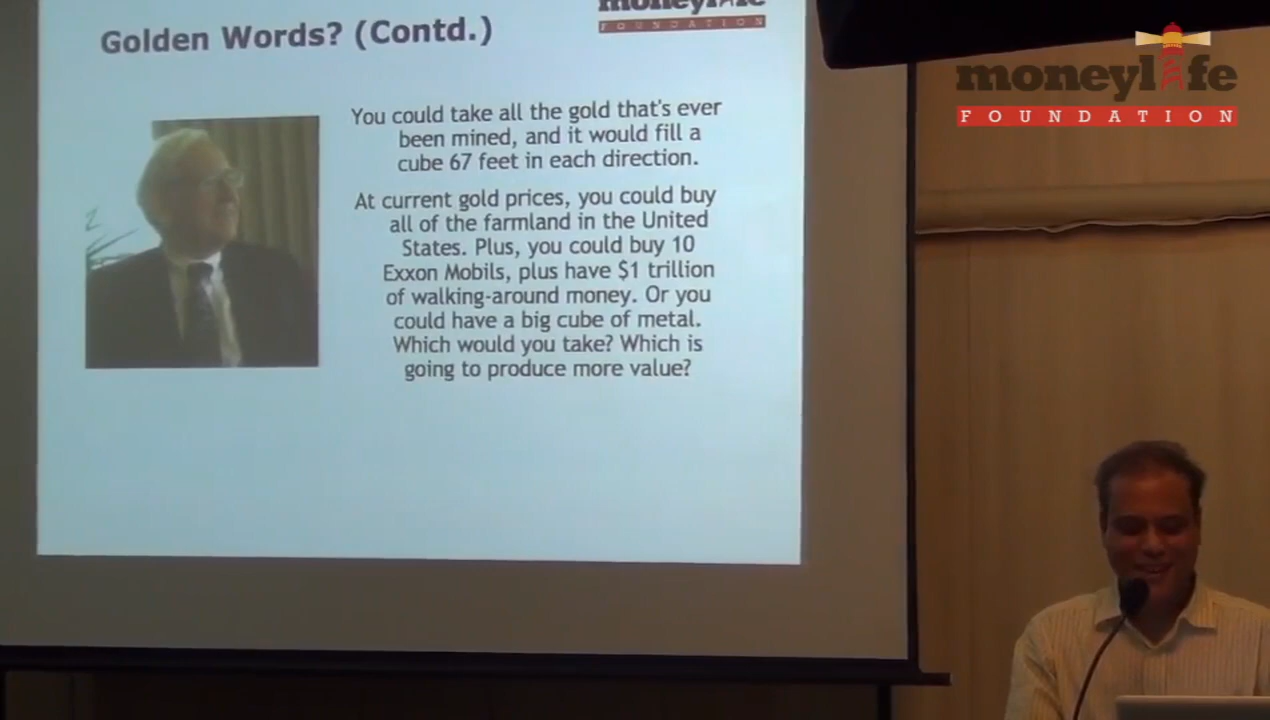 Golden Words? (Contd.)
moneylife
FOUNDATION
You could take all the gold that's ever
been mined, and it would fill a
cube 67 feet in each direction.
At current gold prices, you could buy
all of the farmland in the United
States. Plus, you could buy 10
Exxon Mobils, plus have $1 trillion
of walking-around money. Or you
could have a big cube of metal.
Which would you take? Which is
going to produce more value?
moneylife
FOUNDATION